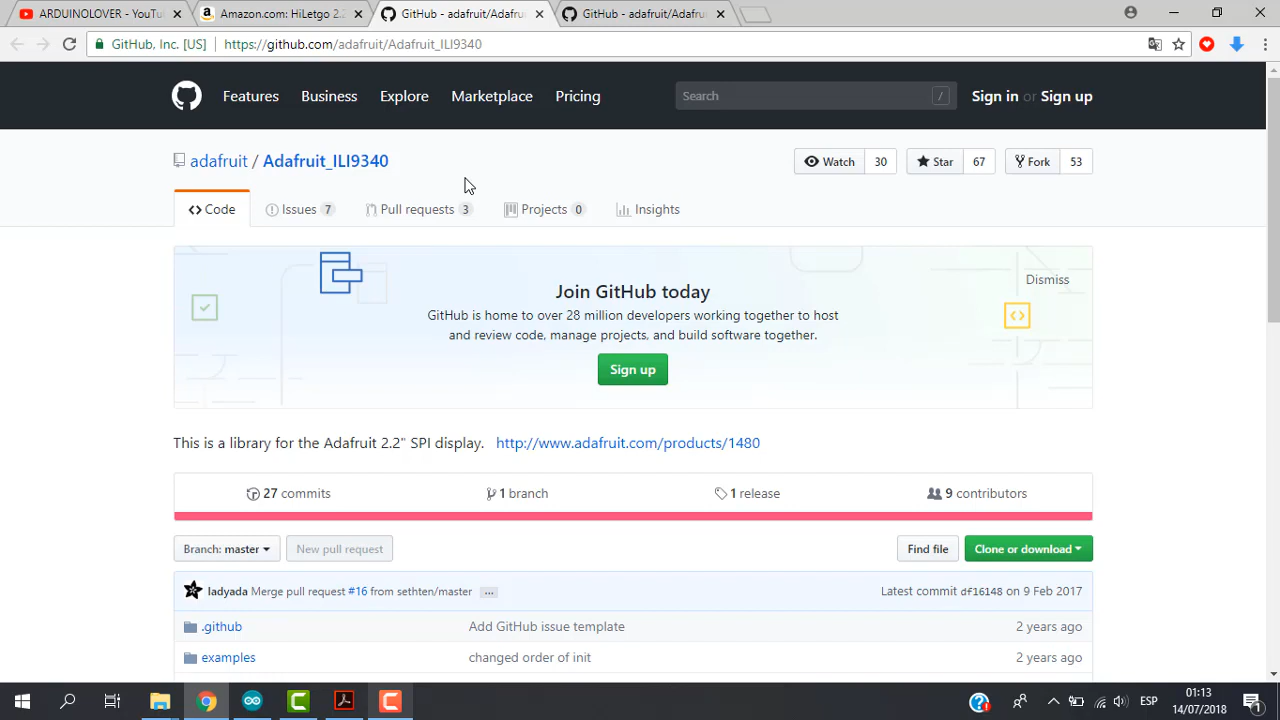 ARDUINOLOVER - YouTu
Amazon.com: HiLetgo 2.2
GitHub - adafruit/Adafru
GitHub - adafruit/Adafru
GitHub, Inc. [US]
https://github.com/adafruit/Adafruit_ILI9340
Features
Business
Explore
Marketplace
Pricing
Search
/
Sign in or Sign up
adafruit / Adafruit_ILI9340
Watch 30
Star 67
Fork 53
Code
Issues 7
Pull requests 3
Projects 0
Insights
Join GitHub today
Dismiss
GitHub is home to over 28 million developers working together to host
and review code, manage projects, and build software together.
Sign up
This is a library for the Adafruit 2.2" SPI display. http://www.adafruit.com/products/1480
27 commits
1 branch
1 release
9 contributors
Branch: master
New pull request
Find file
Clone or download
ladyada Merge pull request #16 from sethten/master ...
Latest commit df16148 on 9 Feb 2017
.github
Add GitHub issue template
2 years ago
examples
changed order of init
2 years ago
ESP
01:13
14/07/2018
1